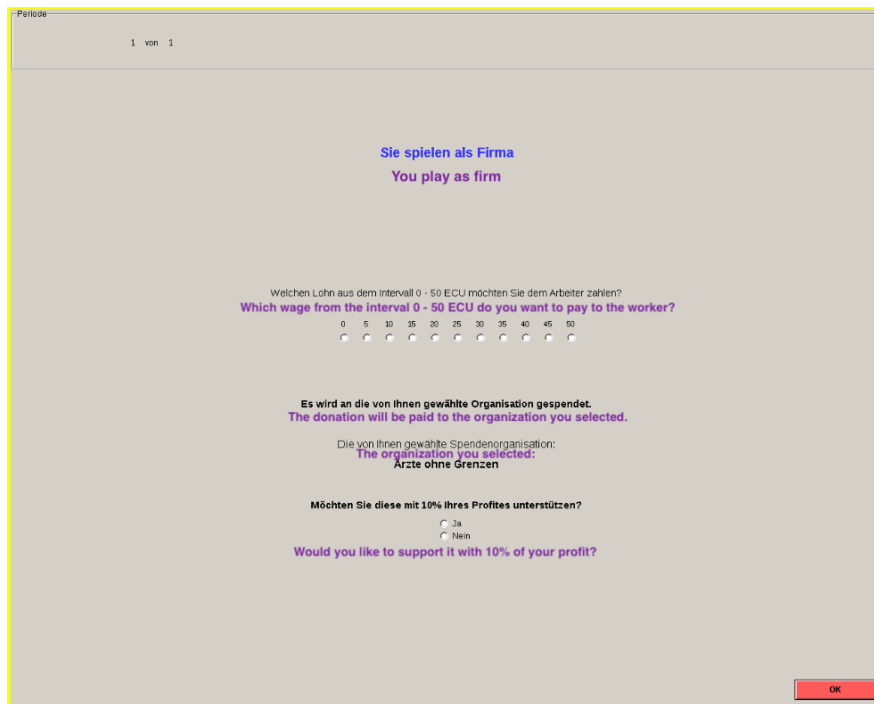 Periode
1 von 1
Sie spielen als Firma
You play as firm
Welchen Lohn aus dem Intervall 0 - 50 ECU möchten Sie dem Arbeiter zahlen?
Which wage from the interval 0 - 50 ECU do you want to pay to the worker?
0 5 10 15 20 25 30 35 40 45 50
Es wird an die von Ihnen gewählte Organisation gespendet.
The donation will be paid to the organization you selected.
Die von Ihnen gewählte Spendenorganisation:
The organization you selected:
Ärzte ohne Grenzen
Möchten Sie diese mit 10% Ihres Profites unterstützen?
Ja
Nein
Would you like to support it with 10% of your profit?
OK